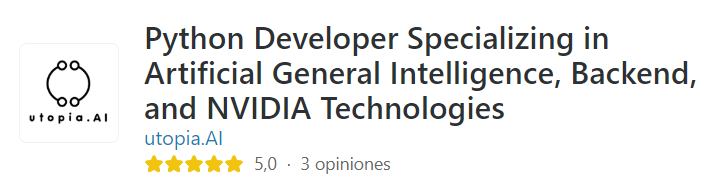 Python Developer Specializing in
Artificial General Intelligence, Backend,
and NVIDIA Technologies
utopia.AI
utopia.AI
5,0 · 3 opiniones